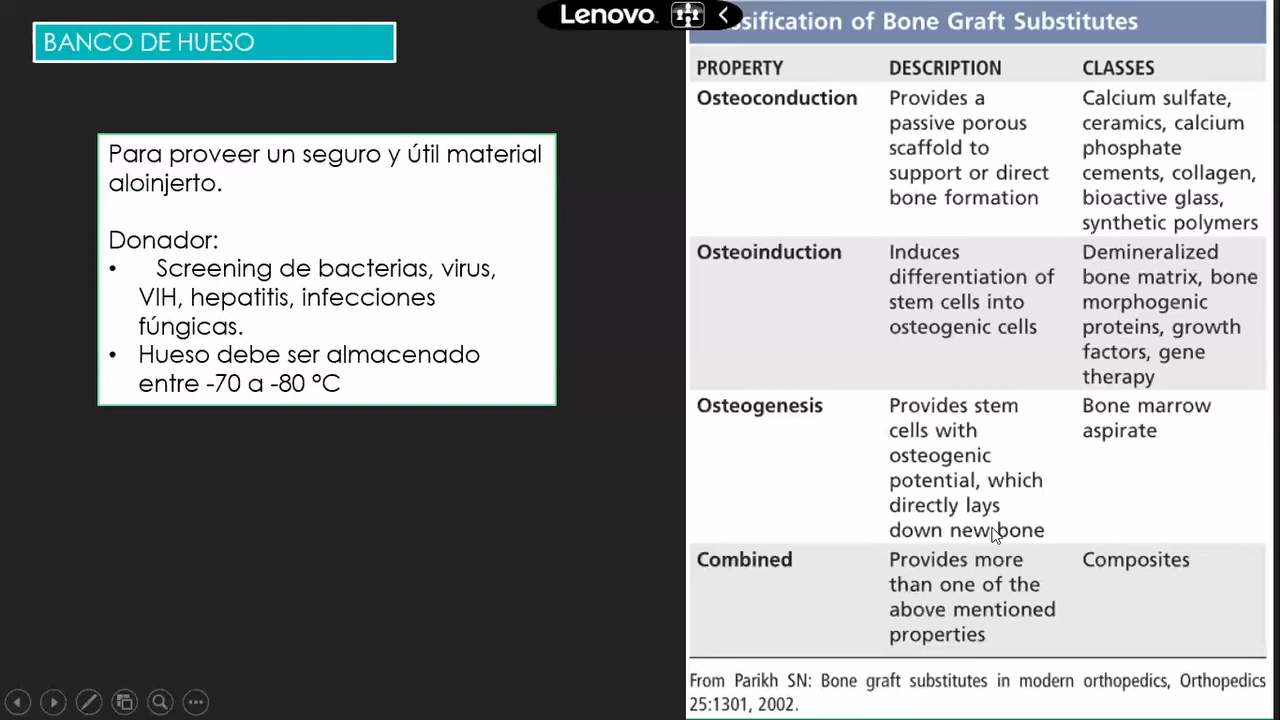 BANCO DE HUESO
Para proveer un seguro y útil material
aloinjerto.
Donador:
• Screening de bacterias, virus,
VIH, hepatitis, infecciones
fúngicas.
• Hueso debe ser almacenado
entre -70 a -80 °C
Lenovo
of Bone Graft Substitutes
PROPERTY DESCRIPTION CLASSES
Osteoconduction Provides a Calcium sulfate,
passive porous ceramics, calcium
scaffold to phosphate
support or direct cements, collagen,
bone formation bioactive glass,
synthetic polymers
Osteoinduction Induces Demineralized
differentiation of bone matrix, bone
stem cells into morphogenic
osteogenic cells proteins, growth
factors, gene
therapy
Osteogenesis Provides stem Bone marrow
cells with aspirate
osteogenic
potential, which
directly lays
down new bone
Combined Provides more Composites
than one of the
above mentioned
properties
From Parikh SN: Bone graft substitutes in modern orthopedics, Orthopedics
25:1301, 2002.